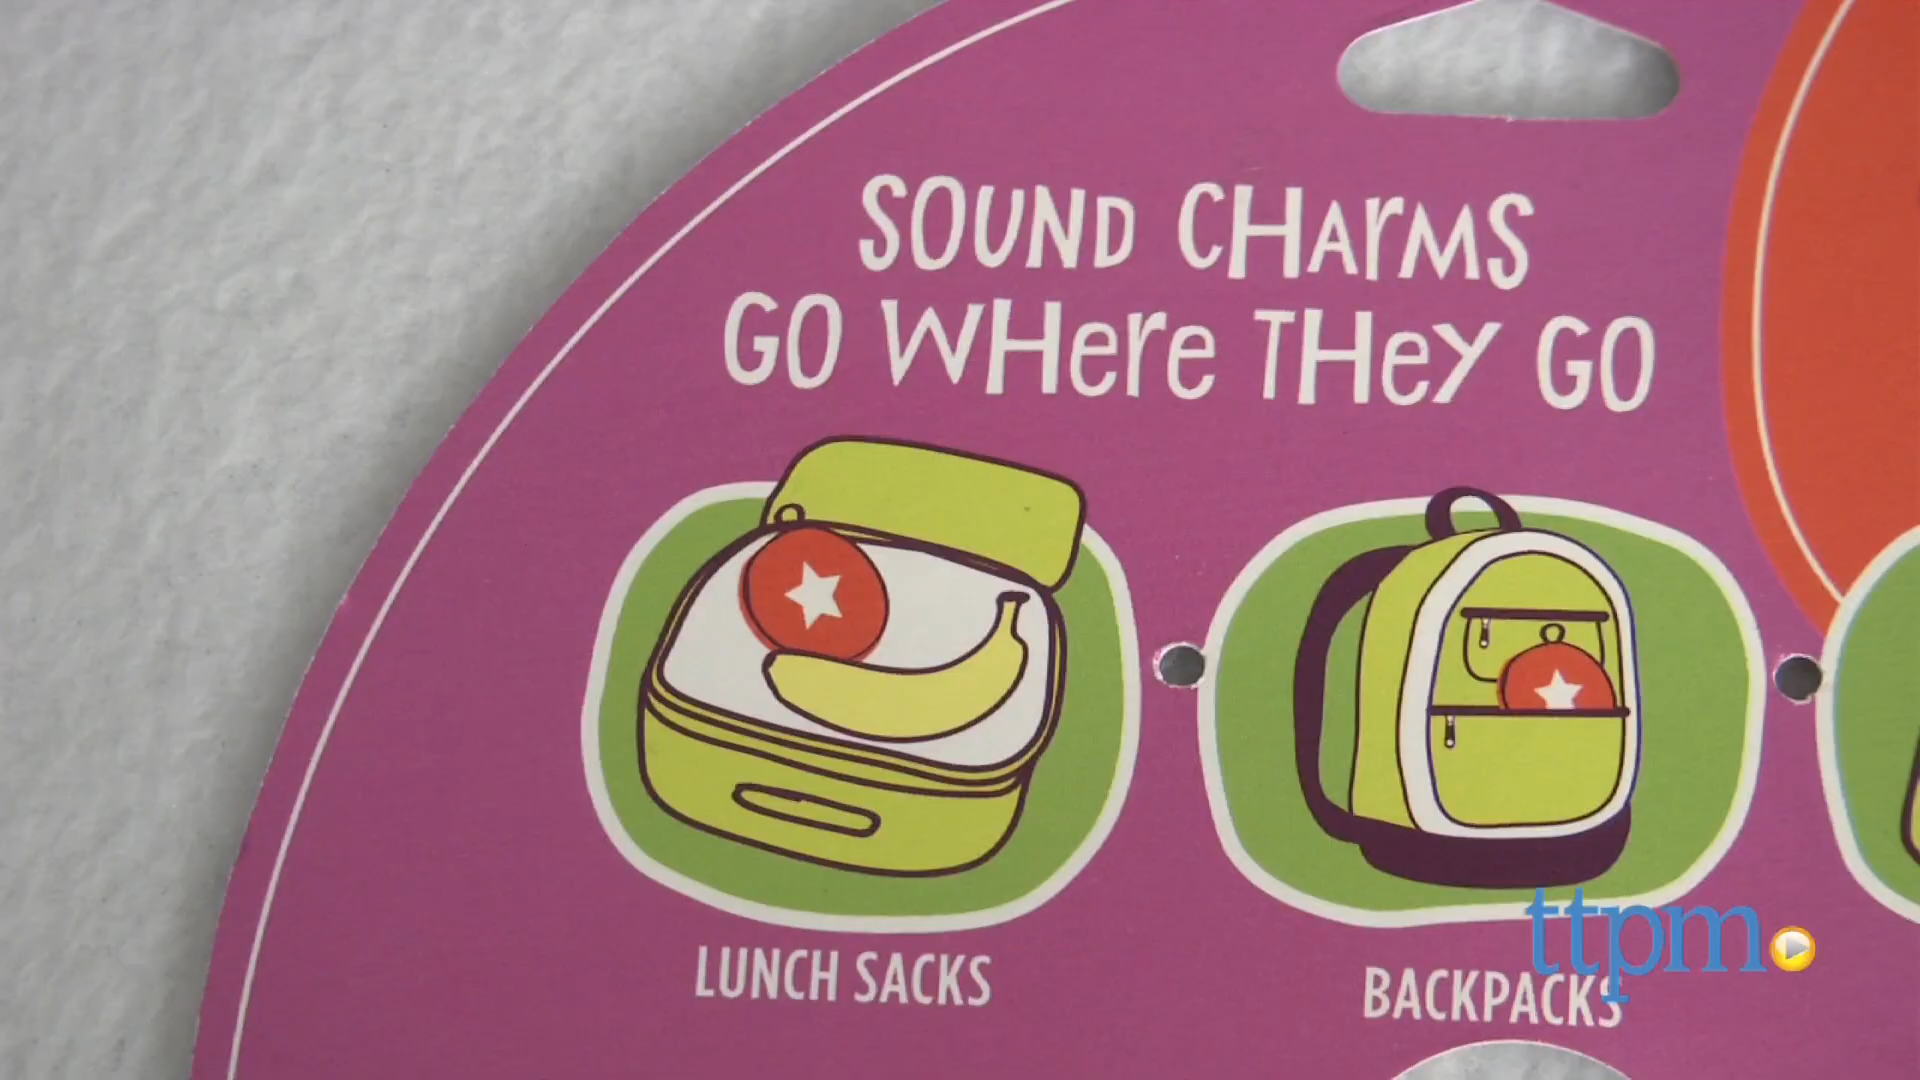 SOUND CHARMS
GO WHERE THEY GO
LUNCH SACKS
BACKPACKS
ttpm